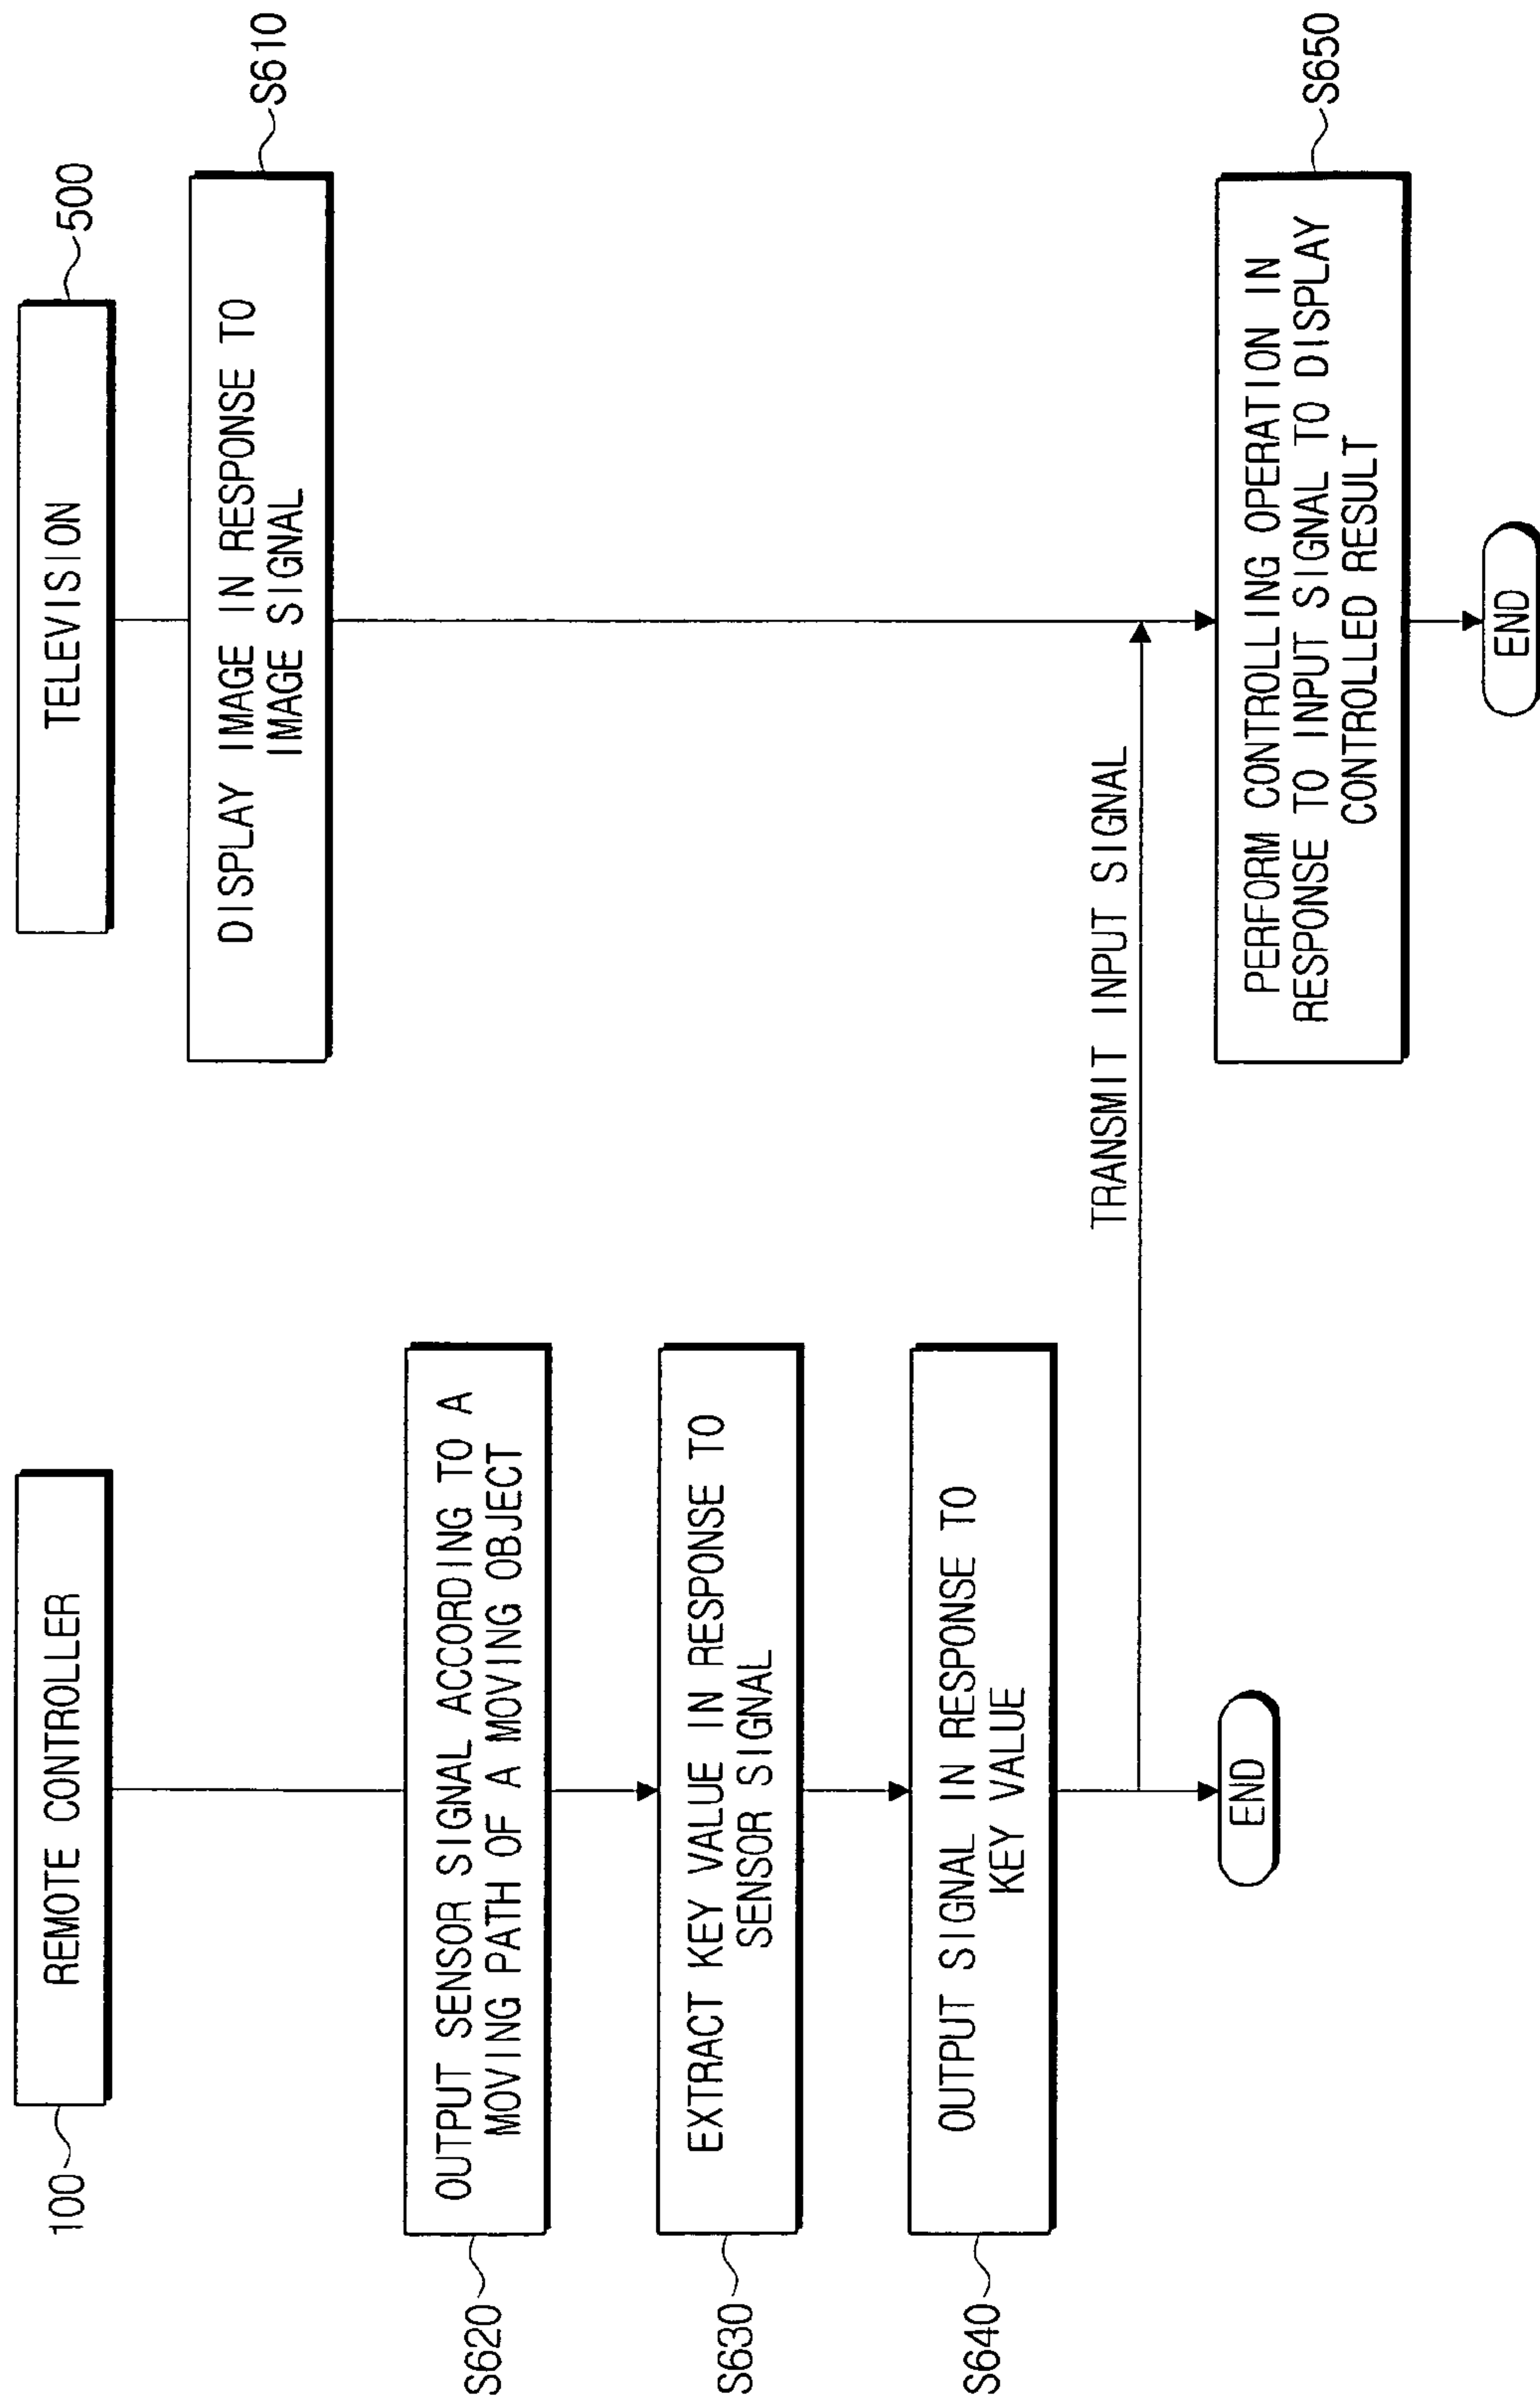 100
REMOTE CONTROLLER
TELEVISION
500
DISPLAY IMAGE IN RESPONSE TO
IMAGE SIGNAL
S610
S620
OUTPUT SENSOR SIGNAL ACCORDING TO A
MOVING PATH OF A MOVING OBJECT
S630
EXTRACT KEY VALUE IN RESPONSE TO
SENSOR SIGNAL
S640
OUTPUT SIGNAL IN RESPONSE TO
KEY VALUE
TRANSMIT INPUT SIGNAL
END
PERFORM CONTROLLING OPERATION IN
RESPONSE TO INPUT SIGNAL TO DISPLAY
CONTROLLED RESULT
S650
END